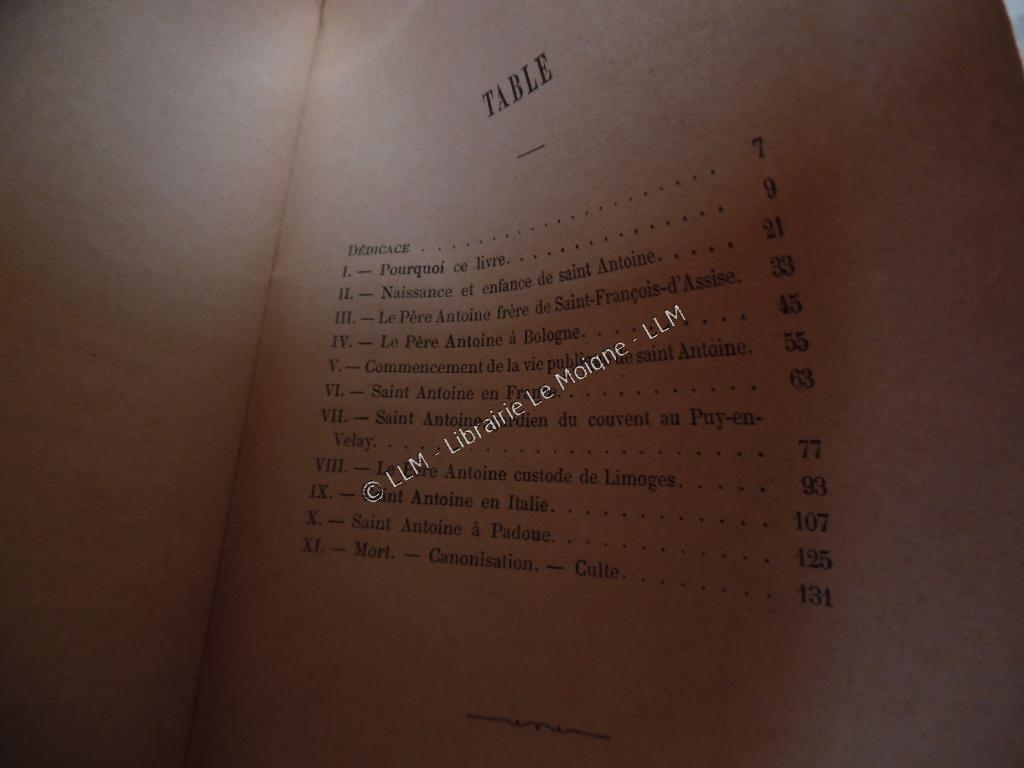 TABLE
DÉDICACE . . . . . . . . . . . . . . . . . . . . 7
I. — Pourquoi ce livre. . . . . . . . . . . . . . . 9
II. — Naissance et enfance de saint Antoine. . . . . 21
III. — Le Père Antoine frère de Saint-François-d'Assise. 33
IV. — Le Père Antoine à Bologne. . . . . . . . . 45
V. — Commencement de la vie publique de saint Antoine. 55
VI. — Saint Antoine en France. . . . . . . . . . . 63
VII. — Saint Antoine gardien du couvent au Puy-en-
Velay. . . . . . . . . . . . . . . . . . . 77
VIII. — Le Père Antoine custode de Limoges. . . . . 93
IX. — Saint Antoine en Italie. . . . . . . . . . . 107
X. — Saint Antoine à Padoue. . . . . . . . . . . 125
XI. — Mort. — Canonisation. — Culte. . . . . . . . 131
© LLM - Librairie Le Moigne - LLM